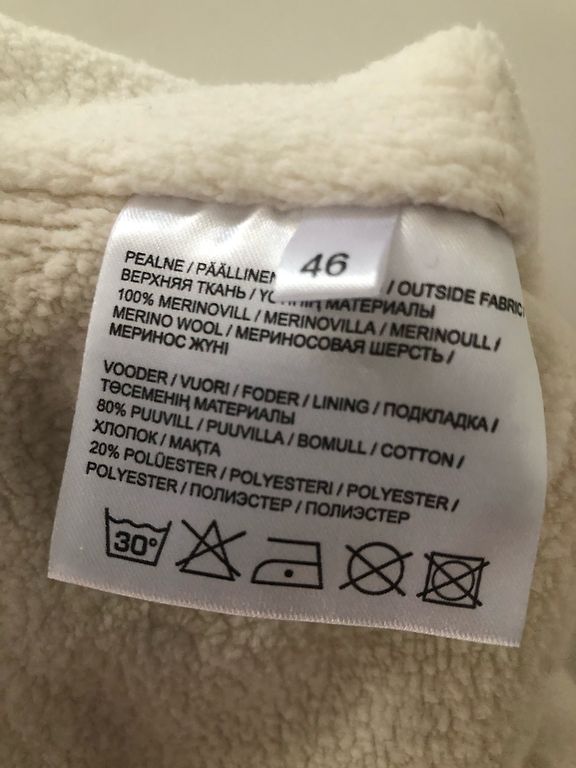 46
PEALNE / PÄÄLLINEN / OUTSIDE FABRIC
ВЕРХНЯЯ ТКАНЬ / МАТЕРИАЛЫ
100% MERINOVILL / MERINOVILLA / MERINOULL /
MERINO WOOL / МЕРИНОСОВАЯ ШЕРСТЬ /
МЕРИНОС ЖҮНІ
VOODER / VUORI / FODER / LINING / ПОДКЛАДКА /
ТӨСЕМЕНІҢ МАТЕРИАЛЫ
80% PUUVILL / PUUVILLA / BOMULL / COTTON /
ХЛОПОК / МАҚТА
20% POLÜESTER / POLYESTERI / POLYESTER /
POLYESTER / ПОЛИЭСТЕР / ПОЛИЭСТЕР
30°